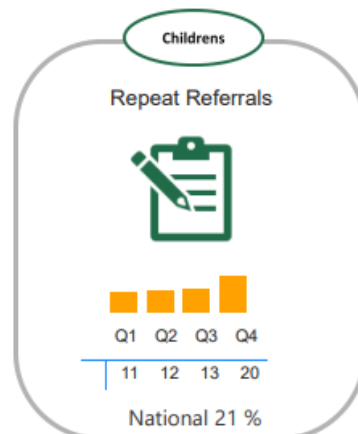 Childrens
Repeat Referrals
Q1 Q2 Q3 Q4
11 12 13 20
National 21 %